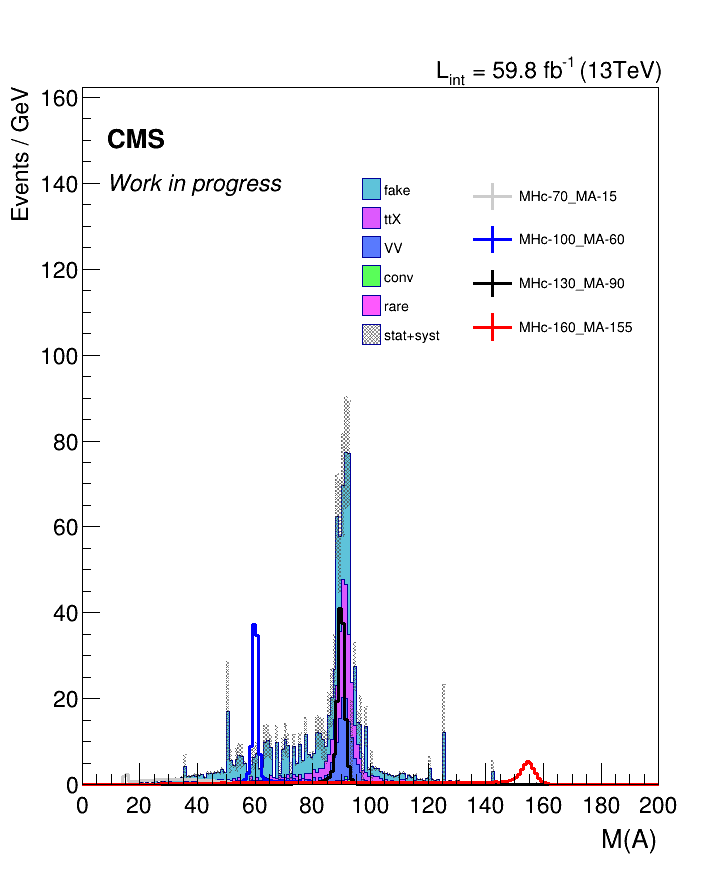 L_int = 59.8 fb^-1 (13TeV)
Events / GeV
160
140
120
100
80
60
40
20
0
CMS
Work in progress
fake
ttX
VV
conv
rare
stat+syst
MHc-70_MA-15
MHc-100_MA-60
MHc-130_MA-90
MHc-160_MA-155
0 20 40 60 80 100 120 140 160 180 200
M(A)